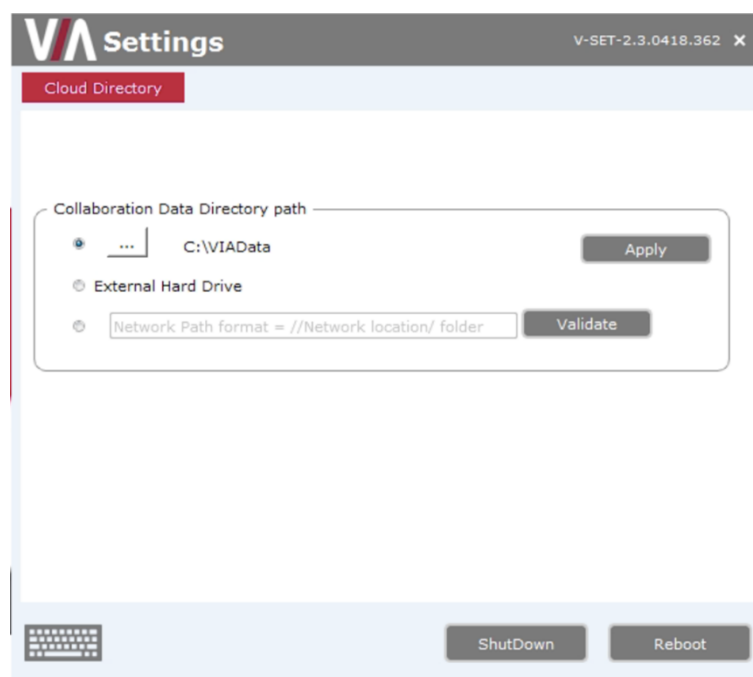 VIA Settings
V-SET-2.3.0418.362 ×
Cloud Directory
Collaboration Data Directory path
... C:\VIAData
Apply
External Hard Drive
Network Path format = //Network location/ folder
Validate
ShutDown
Reboot